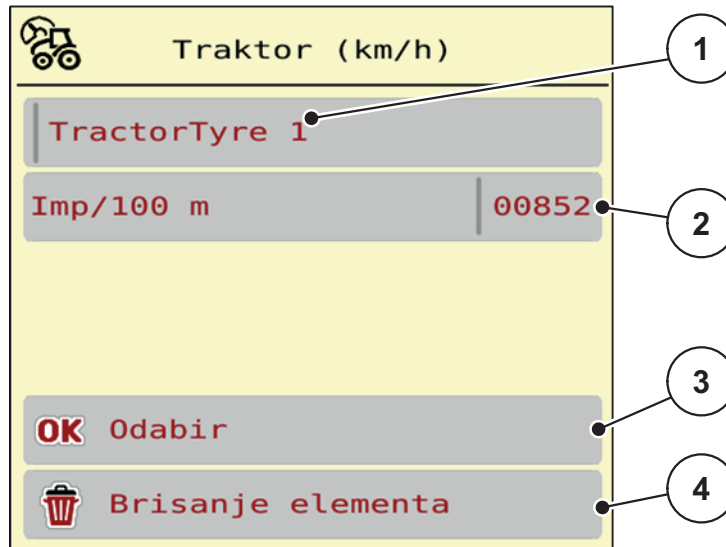 Traktor (km/h)
1
TractorTyre 1
Imp/100 m 00852
2
3
OK Odabir
4
Brisanje elementa